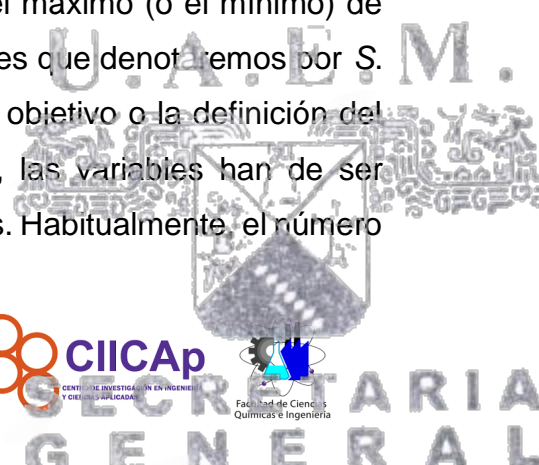 el máximo (o el mínimo) de
es que denotaremos por S.
objetivo o la definición del
U. A. E. M.
, las variables han de ser
s. Habitualmente, el número
CIICAp
CENTRO DE INVESTIGACIÓN EN INGENIERÍA
Y CIENCIAS APLICADAS
Facultad de Ciencias
Químicas e Ingeniería
SECRETARIA
GENERAL